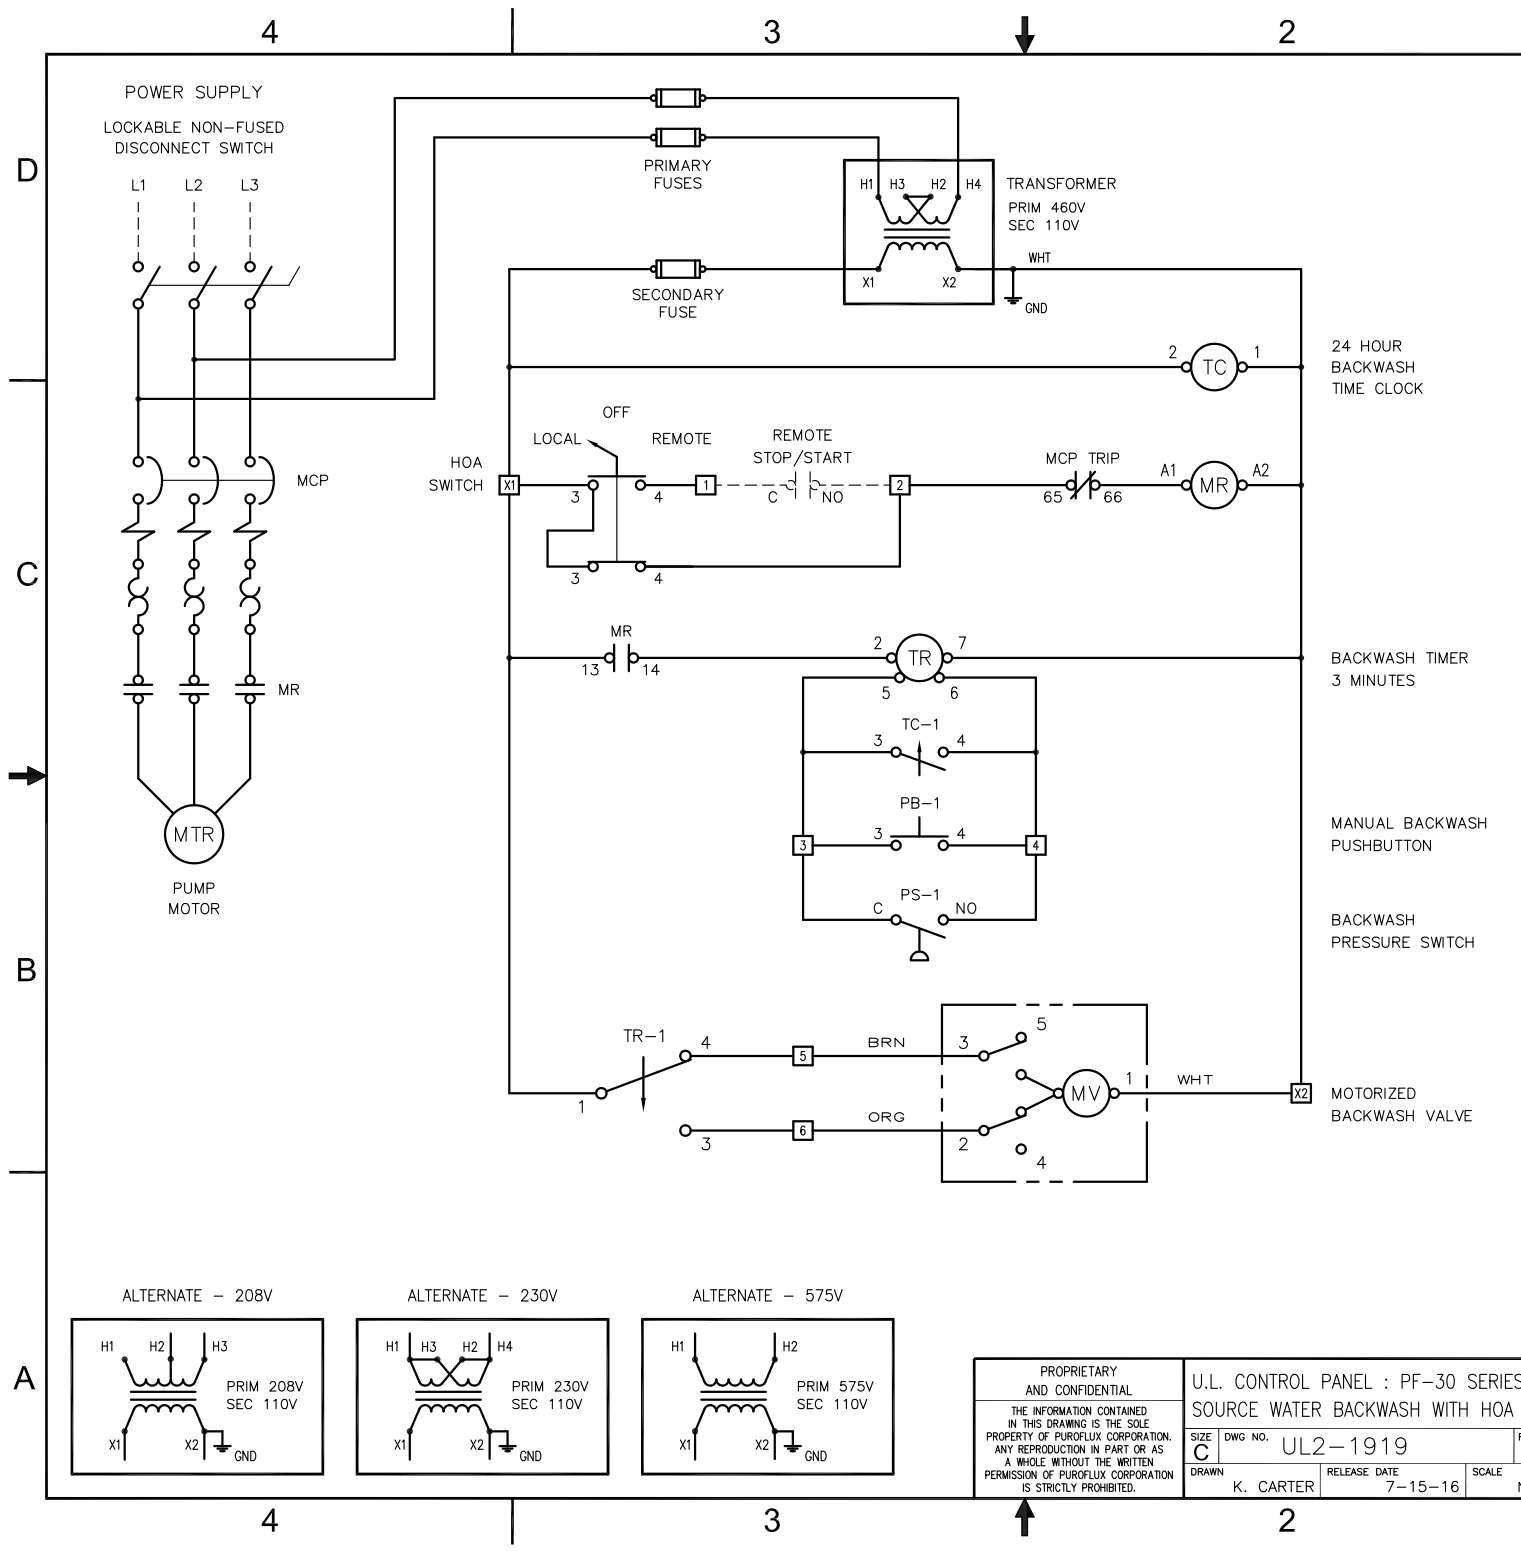 4 3 2
POWER SUPPLY
LOCKABLE NON-FUSED
DISCONNECT SWITCH
L1 L2 L3
D
PRIMARY
FUSES
H1 H3 H2 H4
TRANSFORMER
PRIM 460V
SEC 110V
WHT
X1 X2
GND
SECONDARY
FUSE
2 TC 1
24 HOUR
BACKWASH
TIME CLOCK
OFF
LOCAL REMOTE
REMOTE
STOP/START
HOA
SWITCH
X1 3 4 1 C NO 2
MCP TRIP
65 66
A1 MR A2
MCP
3 4
C
MR
13 14
2 TR 7
5 6
BACKWASH TIMER
3 MINUTES
MR
TC-1
3 4
PB-1
3 3 4 4
MANUAL BACKWASH
PUSHBUTTON
MTR
PUMP
MOTOR
PS-1
C NO
BACKWASH
PRESSURE SWITCH
B
TR-1
1 4 5 BRN 3 5
MV 1 WHT X2
MOTORIZED
BACKWASH VALVE
3 6 ORG 2 4
ALTERNATE - 208V
H1 H2 H3
PRIM 208V
SEC 110V
X1 X2 GND
ALTERNATE - 230V
H1 H3 H2 H4
PRIM 230V
SEC 110V
X1 X2 GND
ALTERNATE - 575V
H1 H2
PRIM 575V
SEC 110V
X1 X2 GND
A
PROPRIETARY
AND CONFIDENTIAL
THE INFORMATION CONTAINED
IN THIS DRAWING IS THE SOLE
PROPERTY OF PUROFLUX CORPORATION.
ANY REPRODUCTION IN PART OR AS
A WHOLE WITHOUT THE WRITTEN
PERMISSION OF PUROFLUX CORPORATION
IS STRICTLY PROHIBITED.
U.L. CONTROL PANEL : PF-30 SERIES
SOURCE WATER BACKWASH WITH HOA
SIZE C
DWG NO. UL2-1919
DRAWN K. CARTER
RELEASE DATE 7-15-16
SCALE
4 3 2